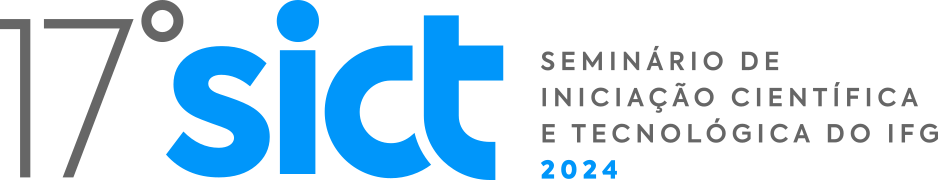 17° sict
SEMINÁRIO DE
INICIAÇÃO CIENTÍFICA
E TECNOLÓGICA DO IFG
2024